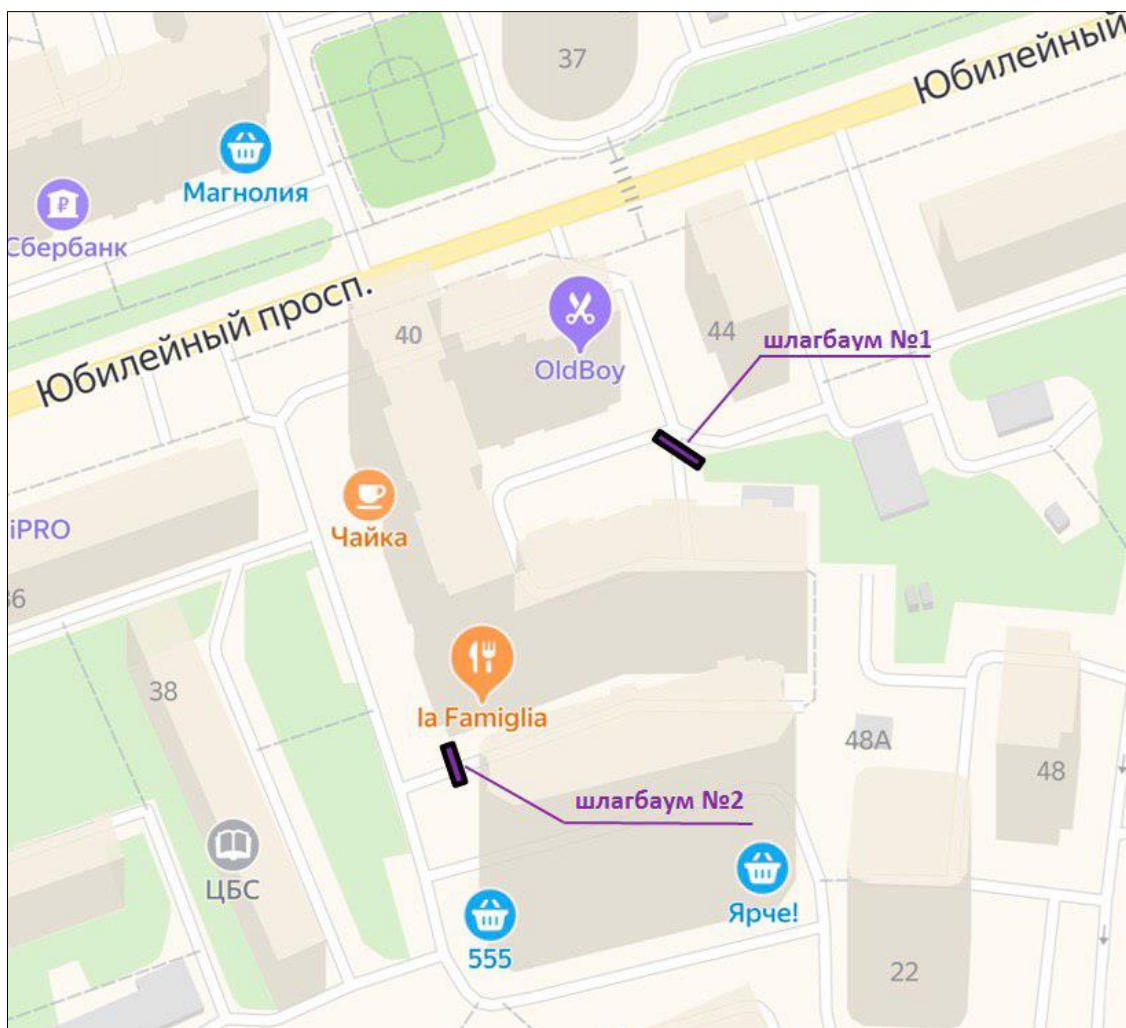 37
Юбилейный
Магнолия
Сбербанк
Юбилейный просп.
40
OldBoy
44
шлагбаум №1
Чайка
iPRO
38
la Famiglia
48А
48
шлагбаум №2
ЦБС
Ярче!
555
22